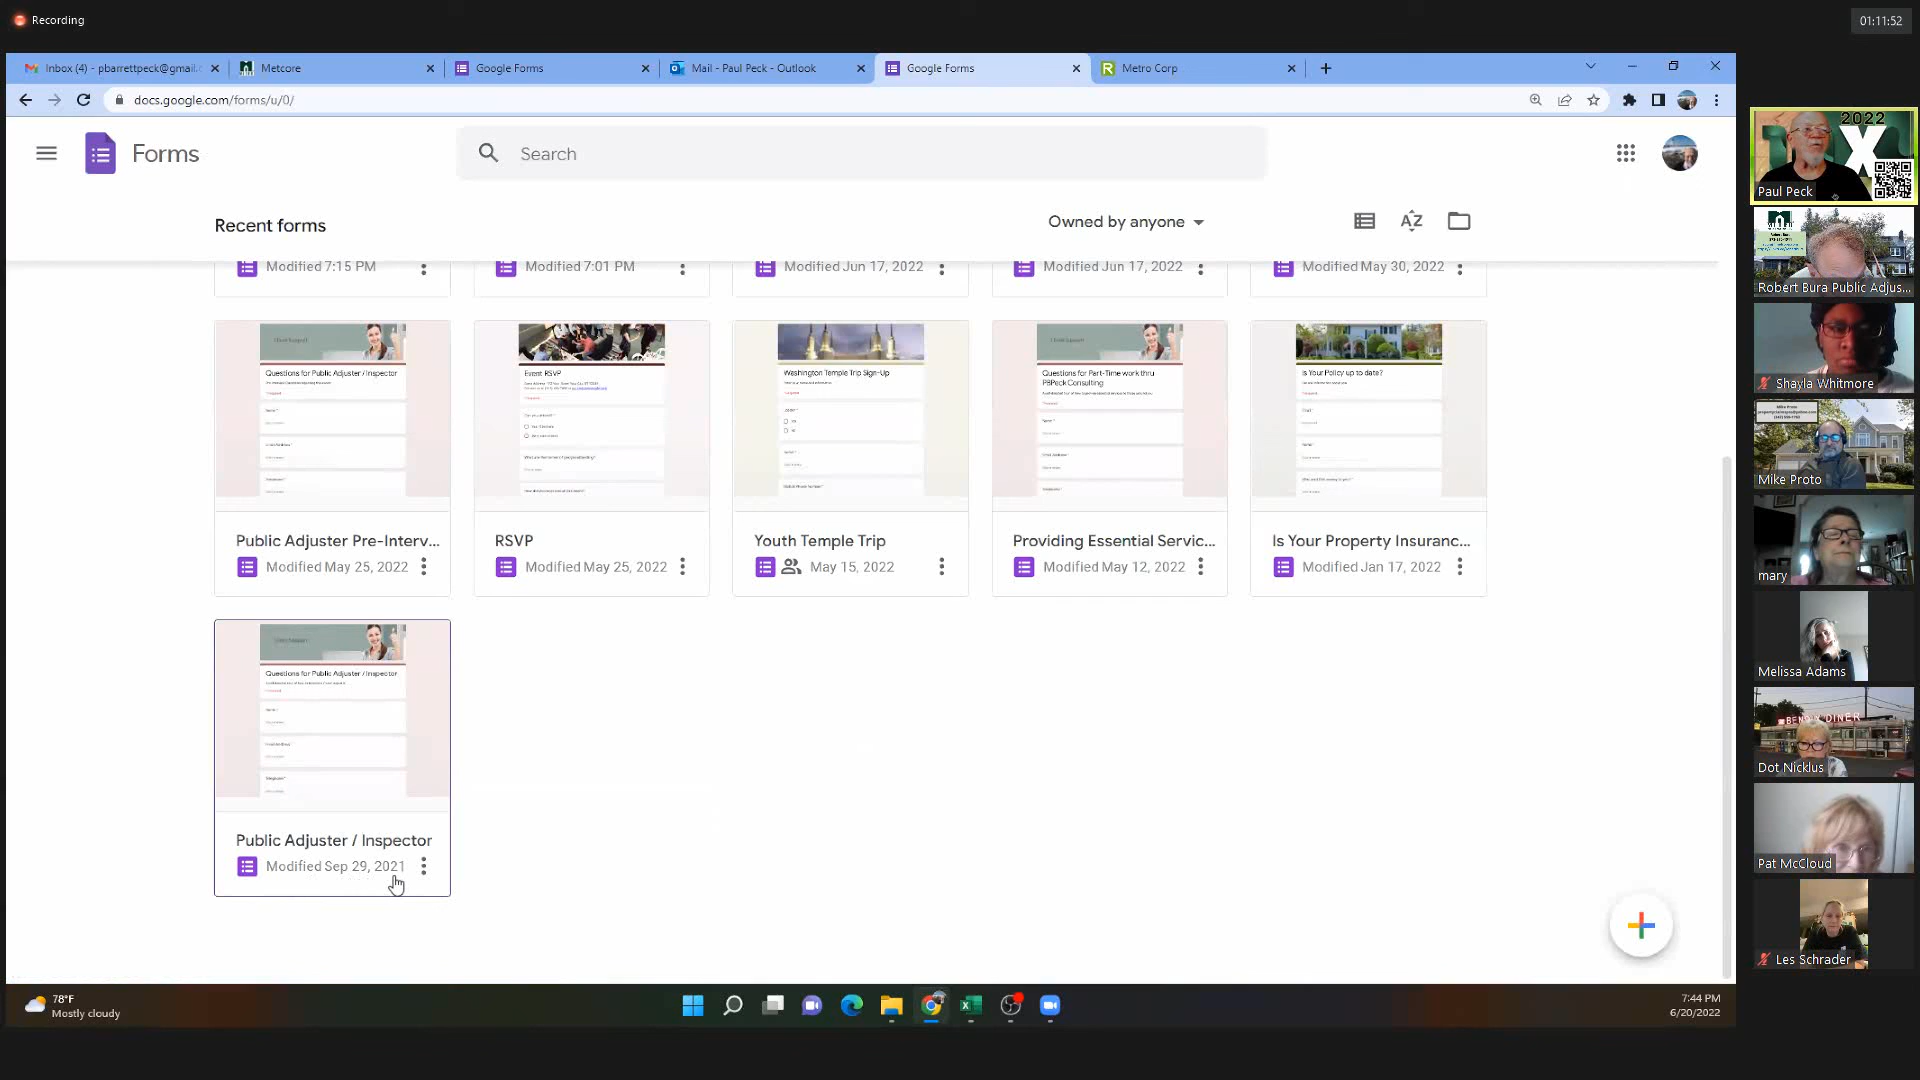 Recording
01:11:52
Inbox (4) - pbarrettpeck@gmail.c
Metcore
Google Forms
Mail - Paul Peck - Outlook
Google Forms
Metro Corp
docs.google.com/forms/u/0/
Forms
Search
Recent forms
Owned by anyone
Modified 7:15 PM
Modified 7:01 PM
Modified Jun 17, 2022
Modified Jun 17, 2022
Modified May 30, 2022
Questions for Public Adjuster / Inspector
Event RSVP
Washington Temple Trip Sign-Up
Questions for Part-Time work thru
PBPeck Consulting
Is Your Policy up to date?
Public Adjuster Pre-Interv...
RSVP
Youth Temple Trip
Providing Essential Servic...
Is Your Property Insuranc...
Modified May 25, 2022
Modified May 25, 2022
May 15, 2022
Modified May 12, 2022
Modified Jan 17, 2022
Questions for Public Adjuster / Inspector
Public Adjuster / Inspector
Modified Sep 29, 2021
2022
Paul Peck
Robert Bura Public Adjus...
Shayla Whitmore
Mike Proto
mary
Melissa Adams
BENDIX DINER
Dot Nicklus
Pat McCloud
Les Schrader
78°F
Mostly cloudy
7:44 PM
6/20/2022